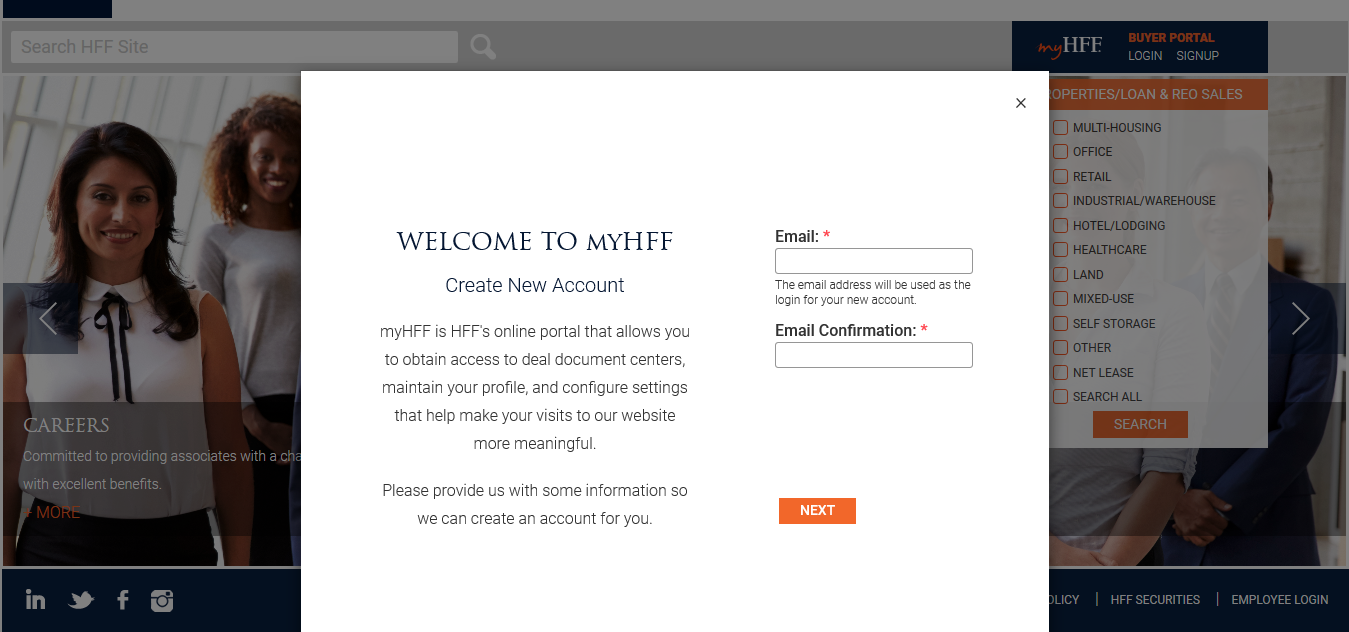 Search HFF Site
myHFF
BUYER PORTAL
LOGIN SIGNUP
ROPERTIES/LOAN & REO SALES
MULTI-HOUSING
OFFICE
RETAIL
INDUSTRIAL/WAREHOUSE
HOTEL/LODGING
HEALTHCARE
LAND
MIXED-USE
SELF STORAGE
OTHER
NET LEASE
SEARCH ALL
SEARCH
×
WELCOME TO MYHFF
Create New Account
myHFF is HFF's online portal that allows you
to obtain access to deal document centers,
maintain your profile, and configure settings
that help make your visits to our website
more meaningful.
Please provide us with some information so
we can create an account for you.
Email: *
The email address will be used as the
login for your new account.
Email Confirmation: *
NEXT
CAREERS
Committed to providing associates with a cha
with excellent benefits.
+ MORE
OLICY | HFF SECURITIES | EMPLOYEE LOGIN